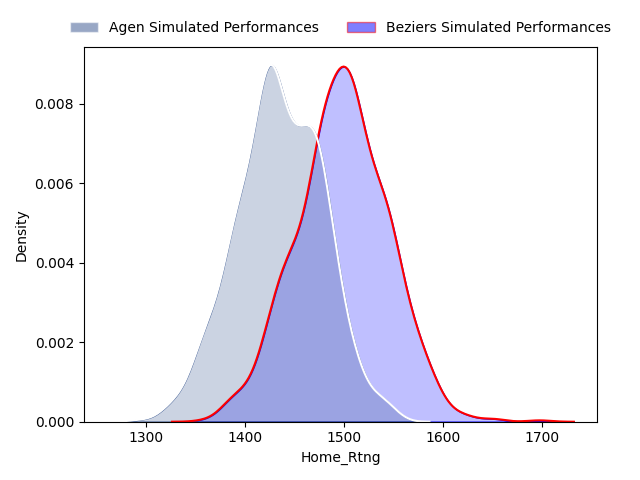 Agen Simulated Performances
Beziers Simulated Performances
0.008
0.006
0.004
0.002
0.000
Density
1300 1400 1500 1600 1700
Home_Rtng